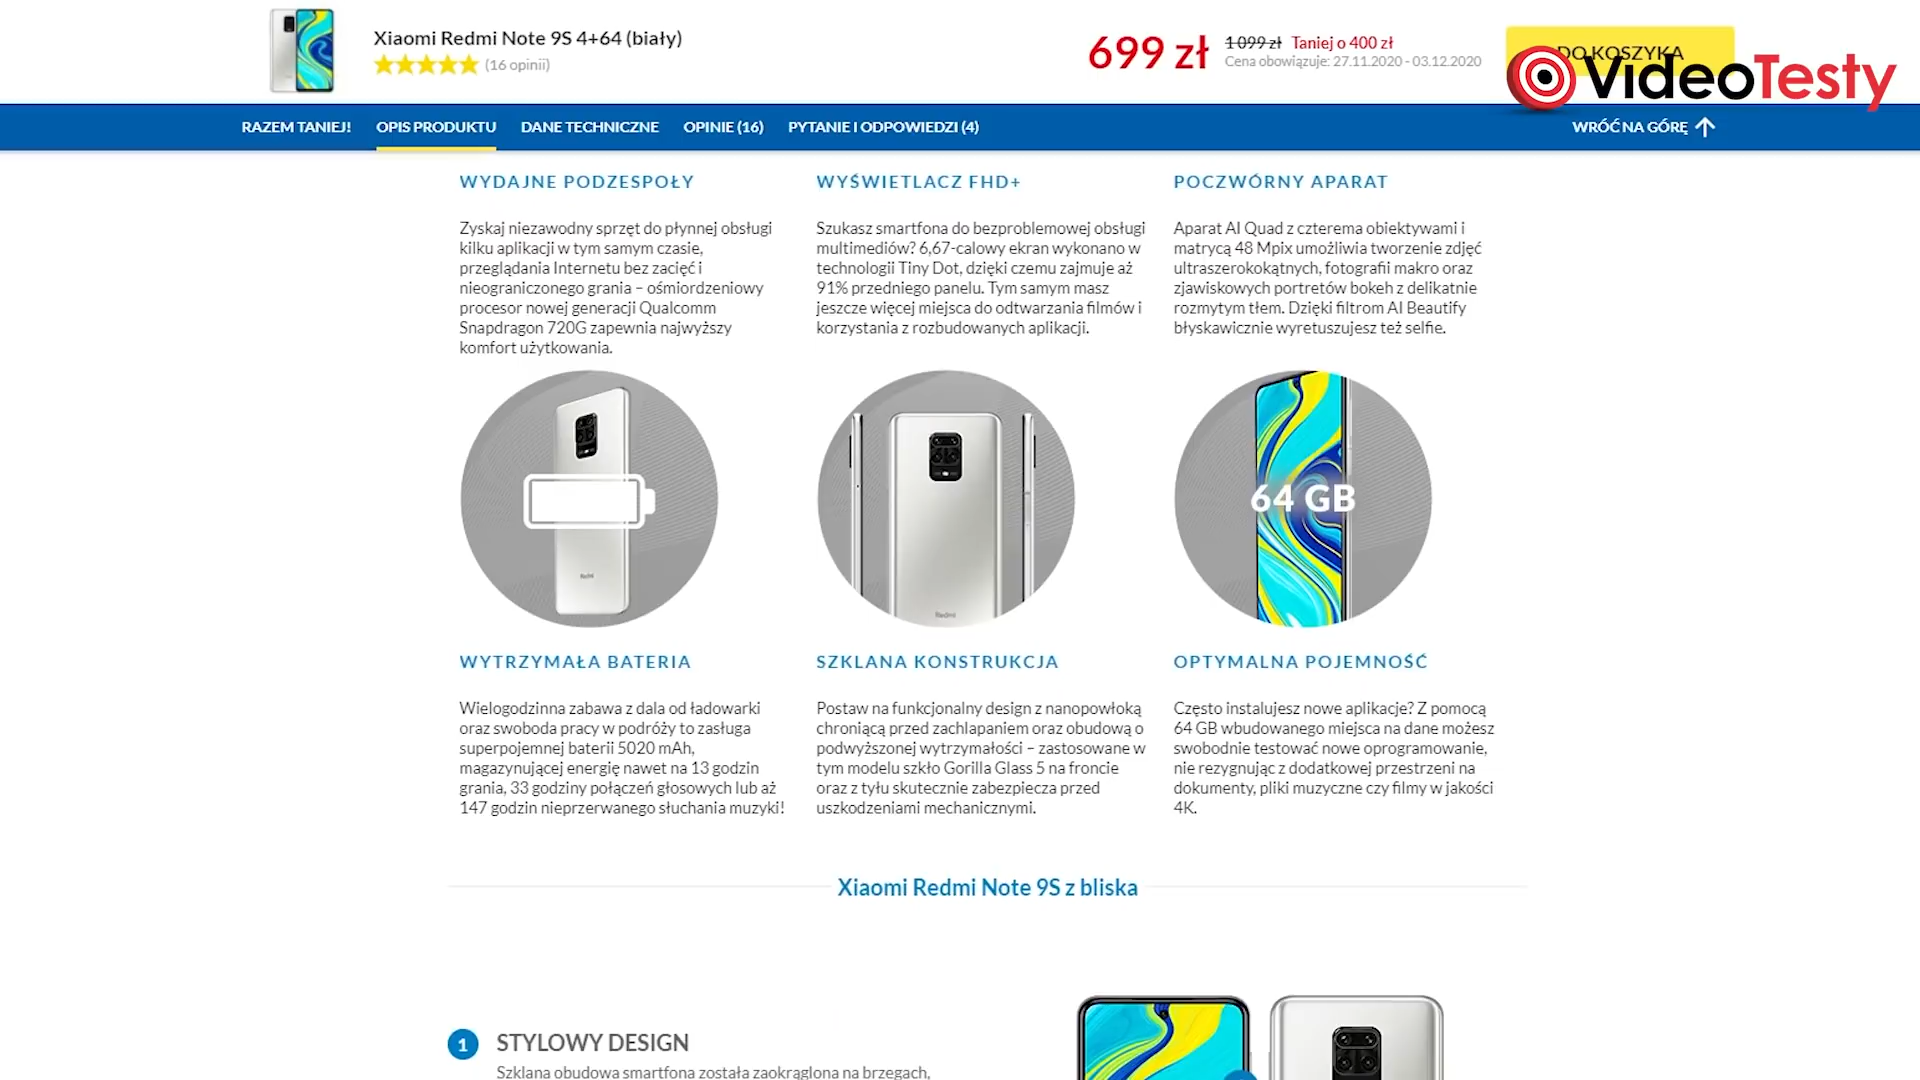 Xiaomi Redmi Note 9S 4+64 (biały)
(16 opinii)
699 zł
1 099 zł Taniej o 400 zł
Cena obowiązuje: 27.11.2020 - 03.12.2020
DO KOSZYKA
VideoTesty
RAZEM TANIEJ!
OPIS PRODUKTU
DANE TECHNICZNE
OPINIE (16)
PYTANIE I ODPOWIEDZI (4)
WRÓĆ NA GÓRĘ
WYDAJNE PODZESPOŁY
Zyskaj niezawodny sprzęt do płynnej obsługi
kilku aplikacji w tym samym czasie,
przeglądania Internetu bez zacięć i
nieograniczonego grania – ośmiordzeniowy
procesor nowej generacji Qualcomm
Snapdragon 720G zapewnia najwyższy
komfort użytkowania.
WYŚWIETLACZ FHD+
Szukasz smartfona do bezproblemowej obsługi
multimediów? 6,67-calowy ekran wykonano w
technologii Tiny Dot, dzięki czemu zajmuje aż
91% przedniego panelu. Tym samym masz
jeszcze więcej miejsca do odtwarzania filmów i
korzystania z rozbudowanych aplikacji.
POCZWÓRNY APARAT
Aparat AI Quad z czterema obiektywami i
matrycą 48 Mpix umożliwia tworzenie zdjęć
ultraszerokokątnych, fotografii makro oraz
zjawiskowych portretów bokeh z delikatnie
rozmytym tłem. Dzięki filtrom AI Beautify
błyskawicznie wyretuszujesz też selfie.
Redmi
Redmi
64 GB
WYTRZYMAŁA BATERIA
Wielogodzinna zabawa z dala od ładowarki
oraz swoboda pracy w podróży to zasługa
superpojemnej baterii 5020 mAh,
magazynującej energię nawet na 13 godzin
grania, 33 godziny połączeń głosowych lub aż
147 godzin nieprzerwanego słuchania muzyki!
SZKLANA KONSTRUKCJA
Postaw na funkcjonalny design z nanopowłoką
chroniącą przed zachlapaniem oraz obudową o
podwyższonej wytrzymałości – zastosowane w
tym modelu szkło Gorilla Glass 5 na froncie
oraz z tyłu skutecznie zabezpiecza przed
uszkodzeniami mechanicznymi.
OPTYMALNA POJEMNOŚĆ
Często instalujesz nowe aplikacje? Z pomocą
64 GB wbudowanego miejsca na dane możesz
swobodnie testować nowe oprogramowanie,
nie rezygnując z dodatkowej przestrzeni na
dokumenty, pliki muzyczne czy filmy w jakości
4K.
Xiaomi Redmi Note 9S z bliska
1 STYLOWY DESIGN
Szklana obudowa smartfona została zaokrąglona na brzegach,